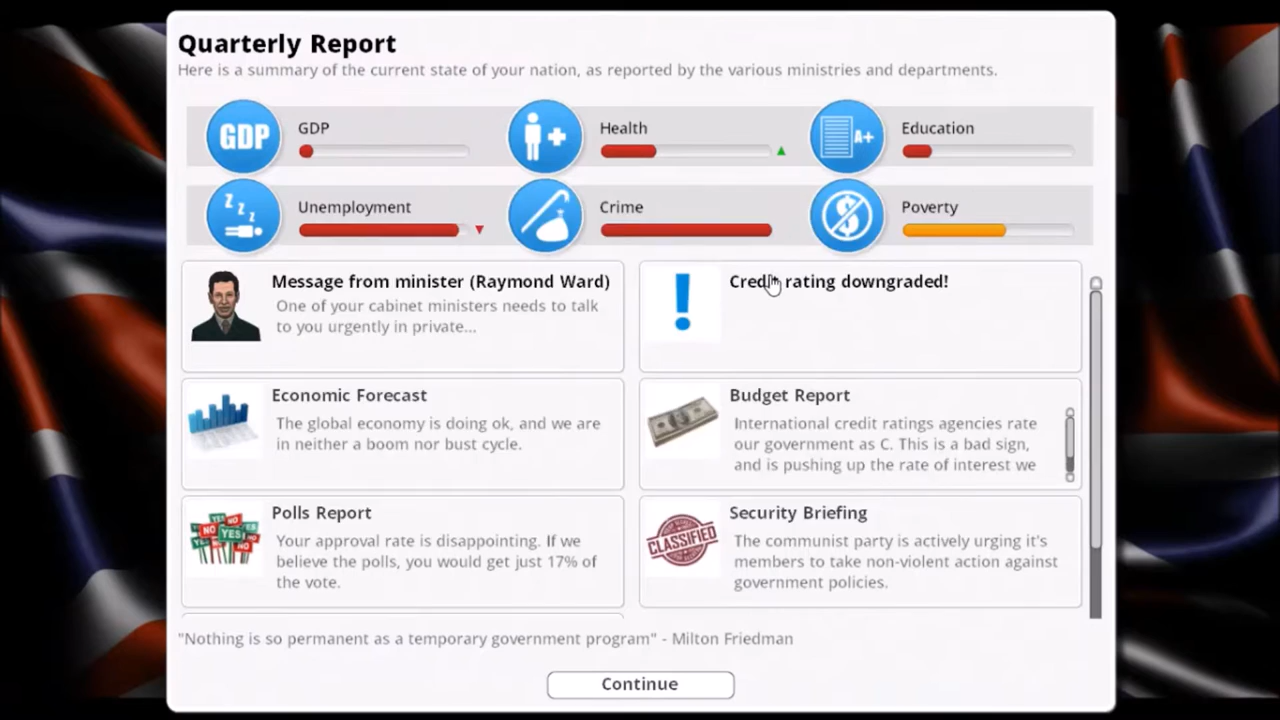 Quarterly Report
Here is a summary of the current state of your nation, as reported by the various ministries and departments.
GDP
GDP
Health
A+
Education
Z Z Z
Unemployment
Crime
$
Poverty
Message from minister (Raymond Ward)
One of your cabinet ministers needs to talk
to you urgently in private...
!
Credit rating downgraded!
Economic Forecast
The global economy is doing ok, and we are
in neither a boom nor bust cycle.
Budget Report
International credit ratings agencies rate
our government as C. This is a bad sign,
and is pushing up the rate of interest we
YES NO YES NO
Polls Report
Your approval rate is disappointing. If we
believe the polls, you would get just 17% of
the vote.
CLASSIFIED
Security Briefing
The communist party is actively urging it's
members to take non-violent action against
government policies.
"Nothing is so permanent as a temporary government program" - Milton Friedman
Continue